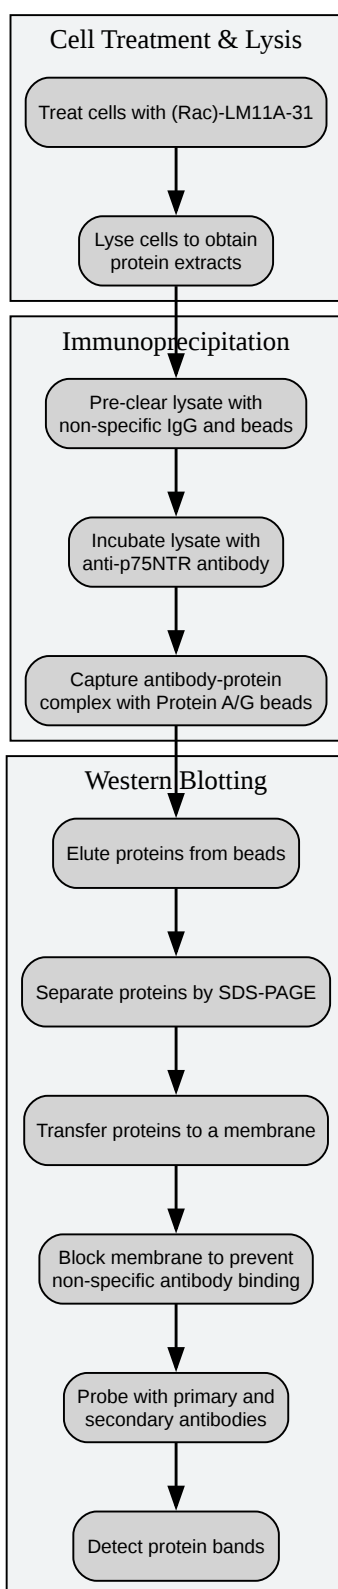 Cell Treatment & Lysis
Treat cells with (Rac)-LM11A-31
Lyse cells to obtain
protein extracts
Immunoprecipitation
Pre-clear lysate with
non-specific IgG and beads
Incubate lysate with
anti-p75NTR antibody
Capture antibody-protein
complex with Protein A/G beads
Western Blotting
Elute proteins from beads
Separate proteins by SDS-PAGE
Transfer proteins to a membrane
Block membrane to prevent
non-specific antibody binding
Probe with primary and
secondary antibodies
Detect protein bands